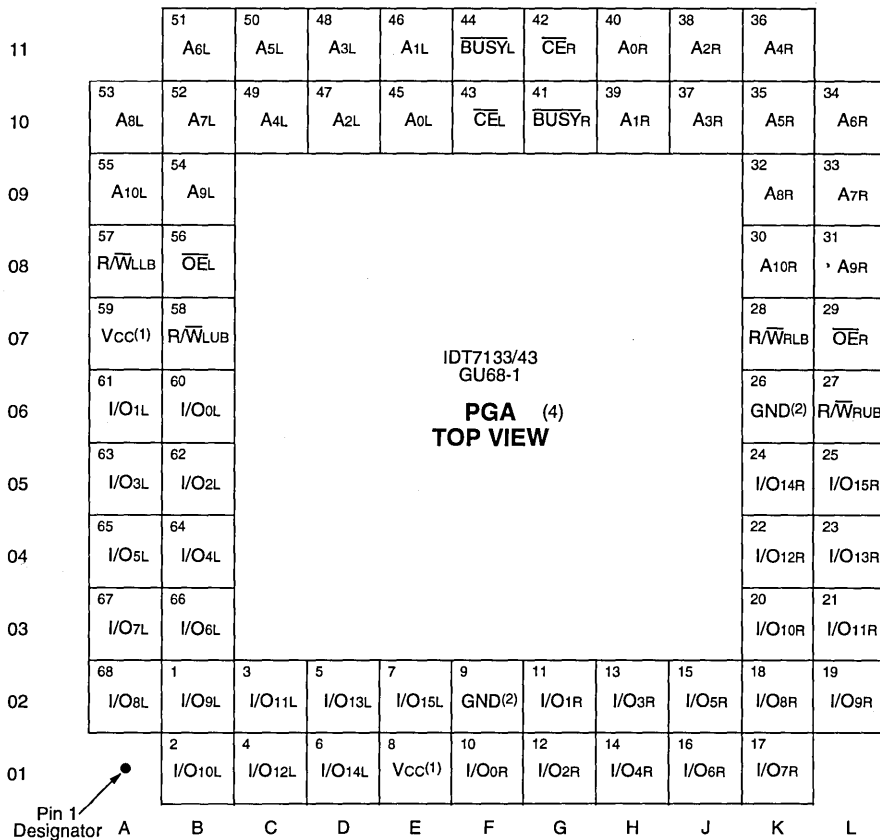 51 50 48 46 44 42 40 38 36
11 A6L A5L A3L A1L BUSYL CER A0R A2R A4R
53 52 49 47 45 43 41 39 37 35 34
10 A8L A7L A4L A2L A0L CEL BUSYR A1R A3R A5R A6R
55 54 32 33
09 A10L A9L A8R A7R
57 56 30 31
08 R/WLLB OEL A10R A9R
59 58 28 29
07 VCC(1) R/WLUB R/WRLB OER
IDT7133/43
GU68-1
61 60 26 27
06 I/O1L I/O0L PGA (4) GND(2) R/WRUB
TOP VIEW
63 62 24 25
05 I/O3L I/O2L I/O14R I/O15R
65 64 22 23
04 I/O5L I/O4L I/O12R I/O13R
67 66 20 21
03 I/O7L I/O6L I/O10R I/O11R
68 1 3 5 7 9 11 13 15 18 19
02 I/O8L I/O9L I/O11L I/O13L I/O15L GND(2) I/O1R I/O3R I/O5R I/O8R I/O9R
2 4 6 8 10 12 14 16 17
01 I/O10L I/O12L I/O14L VCC(1) I/O0R I/O2R I/O4R I/O6R I/O7R
Pin 1
Designator A B C D E F G H J K L